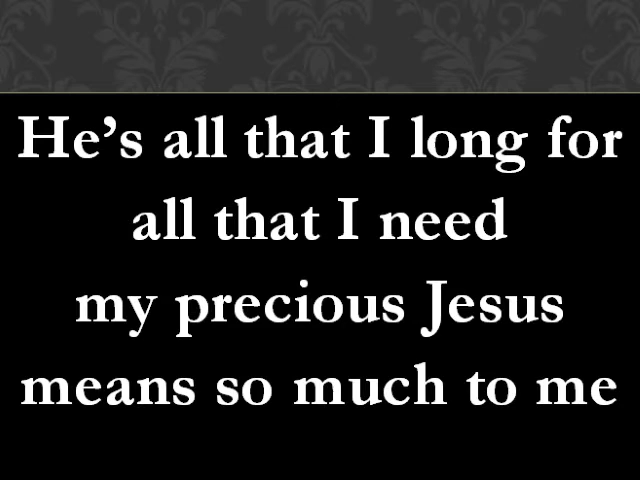 He’s all that I long for
all that I need
my precious Jesus
means so much to me